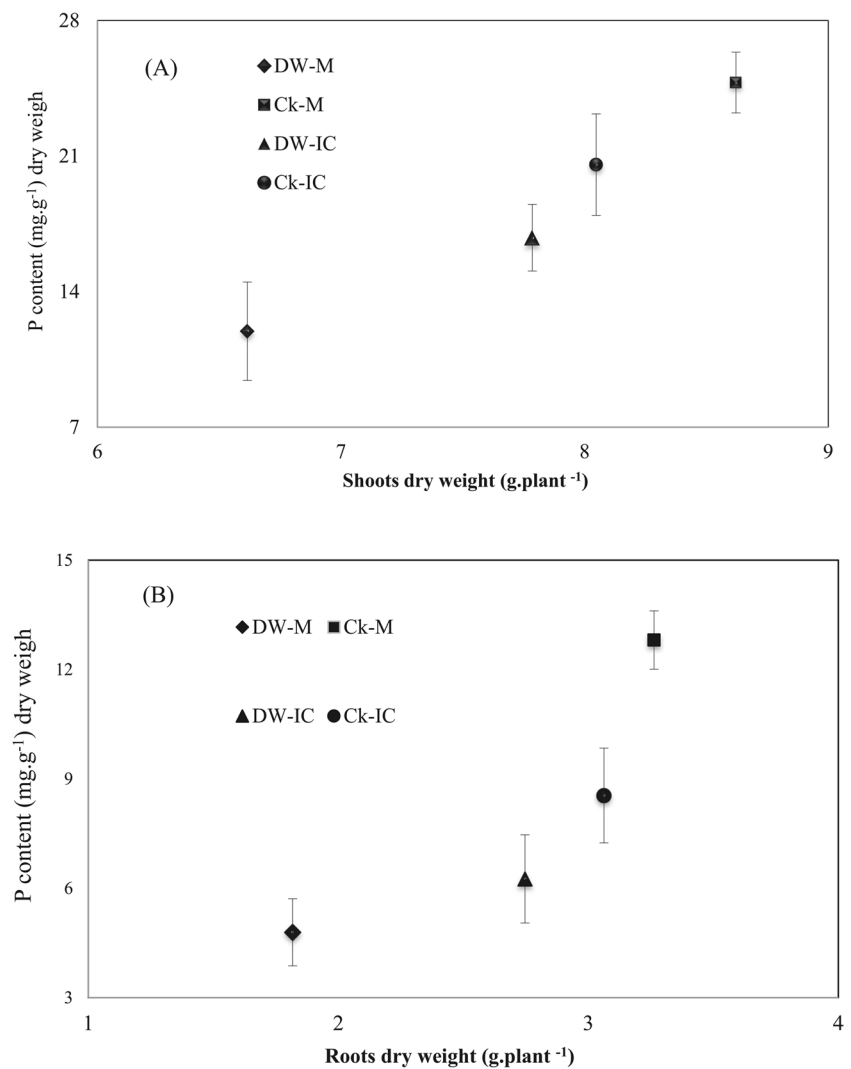 28
(A)
DW-M
Ck-M
DW-IC
Ck-IC
21
14
7
P content (mg.g-1) dry weigh
6 7 8 9
Shoots dry weight (g.plant -1)
15
(B)
DW-M Ck-M
12
DW-IC Ck-IC
9
6
3
P content (mg.g-1) dry weigh
1 2 3 4
Roots dry weight (g.plant -1)